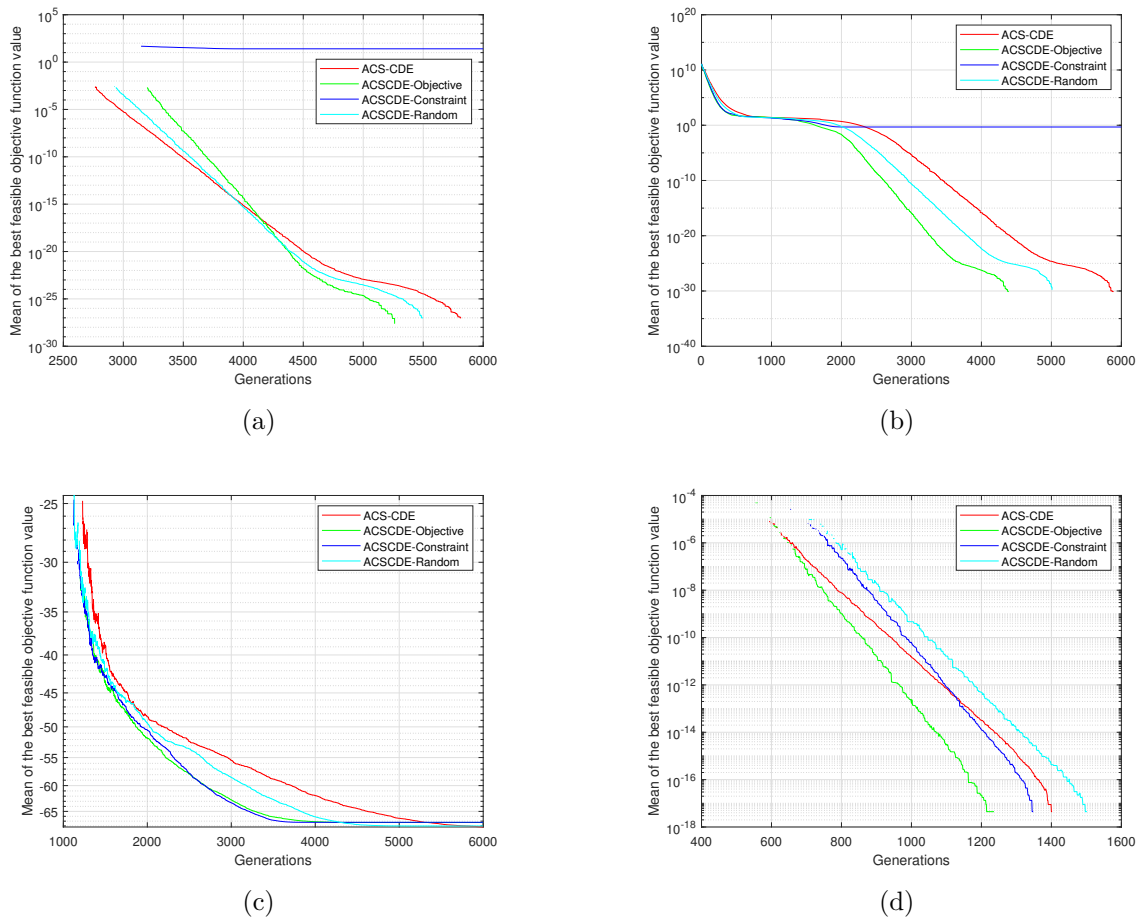 10^5
10^0
10^-5
10^-10
10^-15
10^-20
10^-25
10^-30
Mean of the best feasible objective function value
ACS-CDE
ACSCDE-Objective
ACSCDE-Constraint
ACSCDE-Random
2500 3000 3500 4000 4500 5000 5500 6000
Generations
(a)
10^20
10^10
10^0
10^-10
10^-20
10^-30
10^-40
Mean of the best feasible objective function value
ACS-CDE
ACSCDE-Objective
ACSCDE-Constraint
ACSCDE-Random
0 1000 2000 3000 4000 5000 6000
Generations
(b)
-25
-30
-35
-40
-45
-50
-55
-60
-65
Mean of the best feasible objective function value
ACS-CDE
ACSCDE-Objective
ACSCDE-Constraint
ACSCDE-Random
1000 2000 3000 4000 5000 6000
Generations
(c)
10^-4
10^-6
10^-8
10^-10
10^-12
10^-14
10^-16
10^-18
Mean of the best feasible objective function value
ACS-CDE
ACSCDE-Objective
ACSCDE-Constraint
ACSCDE-Random
400 600 800 1000 1200 1400 1600
Generations
(d)